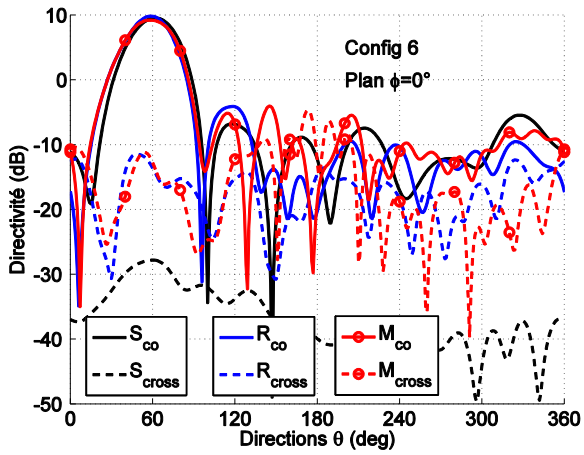 10
0
-10
-20
-30
-40
-50
Directivité (dB)
Config 6
Plan ϕ=0°
S_co
S_cross
R_co
R_cross
M_co
M_cross
0 60 120 180 240 300 360
Directions θ (deg)